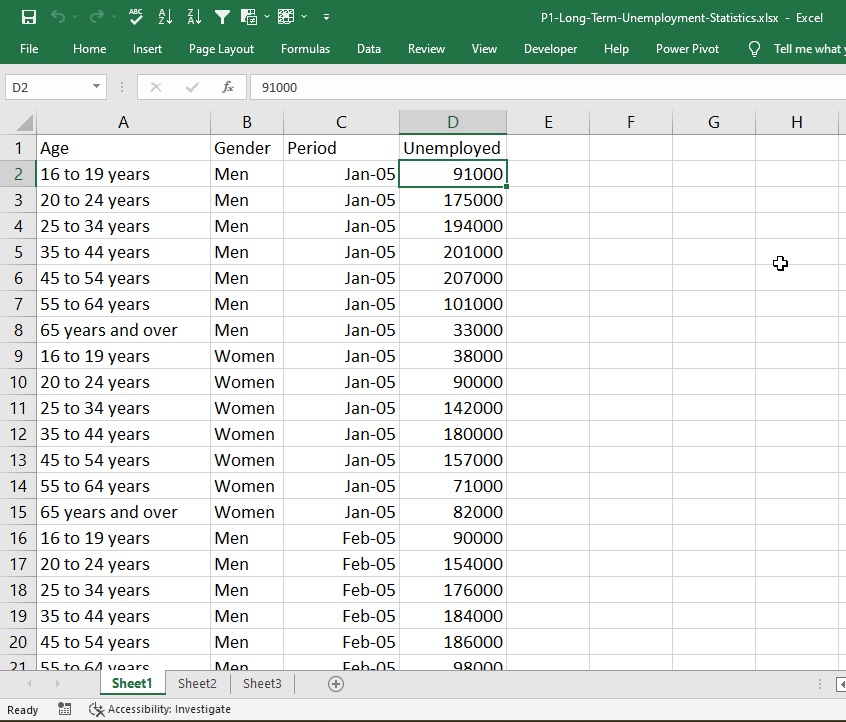 ABC
P1-Long-Term-Unemployment-Statistics.xlsx - Excel
File Home Insert Page Layout Formulas Data Review View Developer Help Power Pivot Tell me what y
D2 fx 91000
A B C D E F G H
1 Age Gender Period Unemployed
2 16 to 19 years Men Jan-05 91000
3 20 to 24 years Men Jan-05 175000
4 25 to 34 years Men Jan-05 194000
5 35 to 44 years Men Jan-05 201000
6 45 to 54 years Men Jan-05 207000
7 55 to 64 years Men Jan-05 101000
8 65 years and over Men Jan-05 33000
9 16 to 19 years Women Jan-05 38000
10 20 to 24 years Women Jan-05 90000
11 25 to 34 years Women Jan-05 142000
12 35 to 44 years Women Jan-05 180000
13 45 to 54 years Women Jan-05 157000
14 55 to 64 years Women Jan-05 71000
15 65 years and over Women Jan-05 82000
16 16 to 19 years Men Feb-05 90000
17 20 to 24 years Men Feb-05 154000
18 25 to 34 years Men Feb-05 176000
19 35 to 44 years Men Feb-05 184000
20 45 to 54 years Men Feb-05 186000
21 55 to 64 years Men Feb-05 98000
Sheet1 Sheet2 Sheet3
Ready Accessibility: Investigate